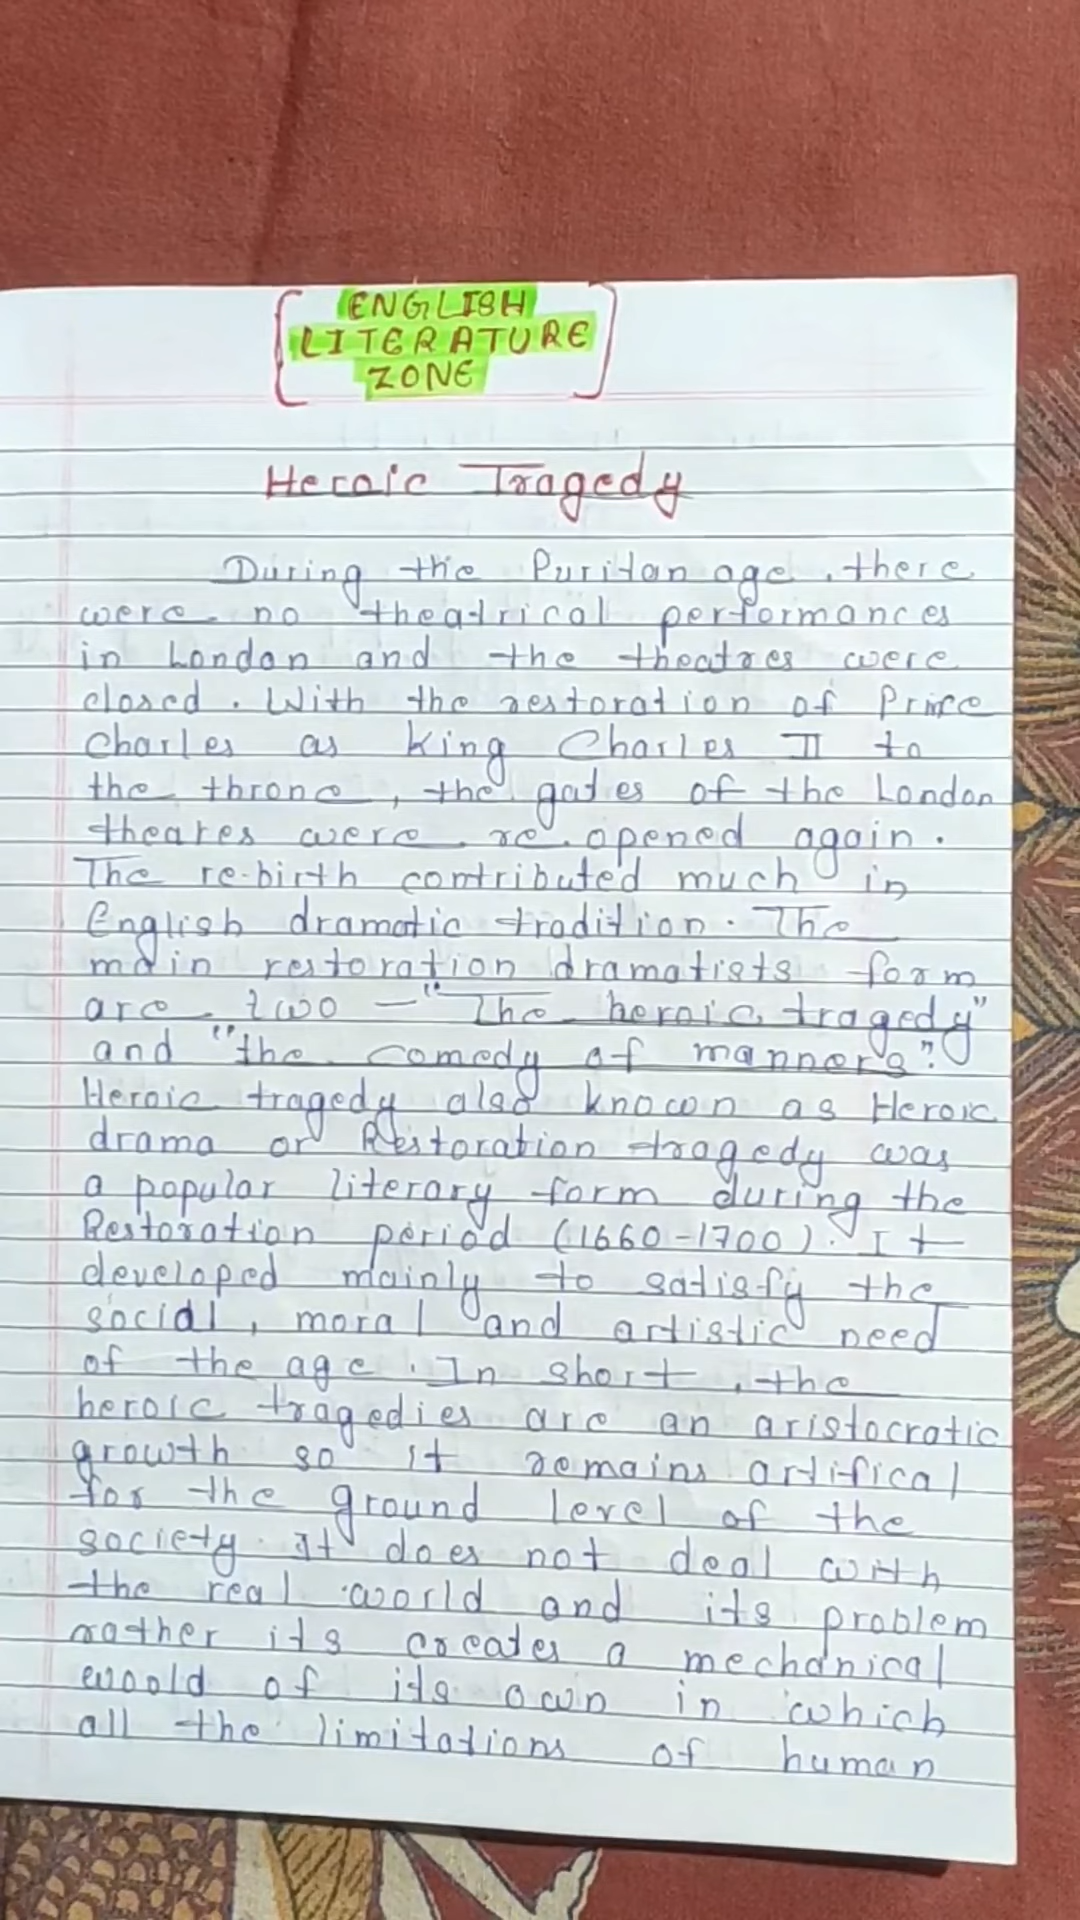 ENGLISH
LITERATURE
ZONE
Heroic Tragedy
During the Puritan age, there
were no theatrical performances
in London and the theatres were
closed. With the restoration of Prince
Charles as King Charles II to
the throne, the gates of the London
theares were re opened again.
The re-birth contributed much in
English dramatic tradition. The
main restoration dramatists form
are two - "The heroic tragedy"
and "the comedy of manners".
Heroic tragedy also known as Heroic
drama or Restoration tragedy was
a popular literary form during the
Restoration period (1660-1700). It
developed mainly to satisfy the
social, moral and artistic need
of the age. In short, the
heroic tragedies are an aristocratic
growth so it remains artifical
for the ground level of the
society. It does not deal with
the real world and its problem
rather its creates a mechanical
woold of its own in which
all the limitations of human